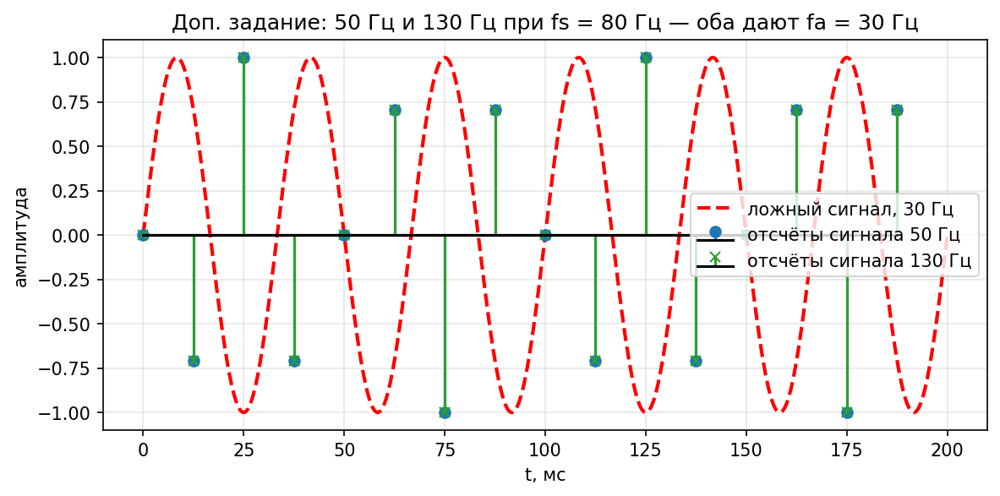 Доп. задание: 50 Гц и 130 Гц при fs = 80 Гц — оба дают fa = 30 Гц
1.00
0.75
0.50
0.25
0.00
−0.25
−0.50
−0.75
−1.00
амплитуда
ложный сигнал, 30 Гц
отсчёты сигнала 50 Гц
отсчёты сигнала 130 Гц
0 25 50 75 100 125 150 175 200
t, мс